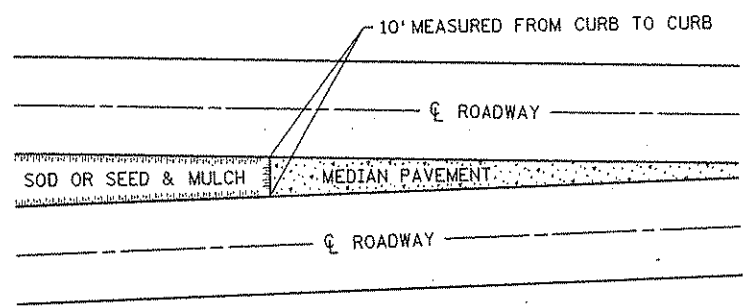 10' MEASURED FROM CURB TO CURB
℄ ROADWAY
SOD OR SEED & MULCH
MEDIAN PAVEMENT
℄ ROADWAY